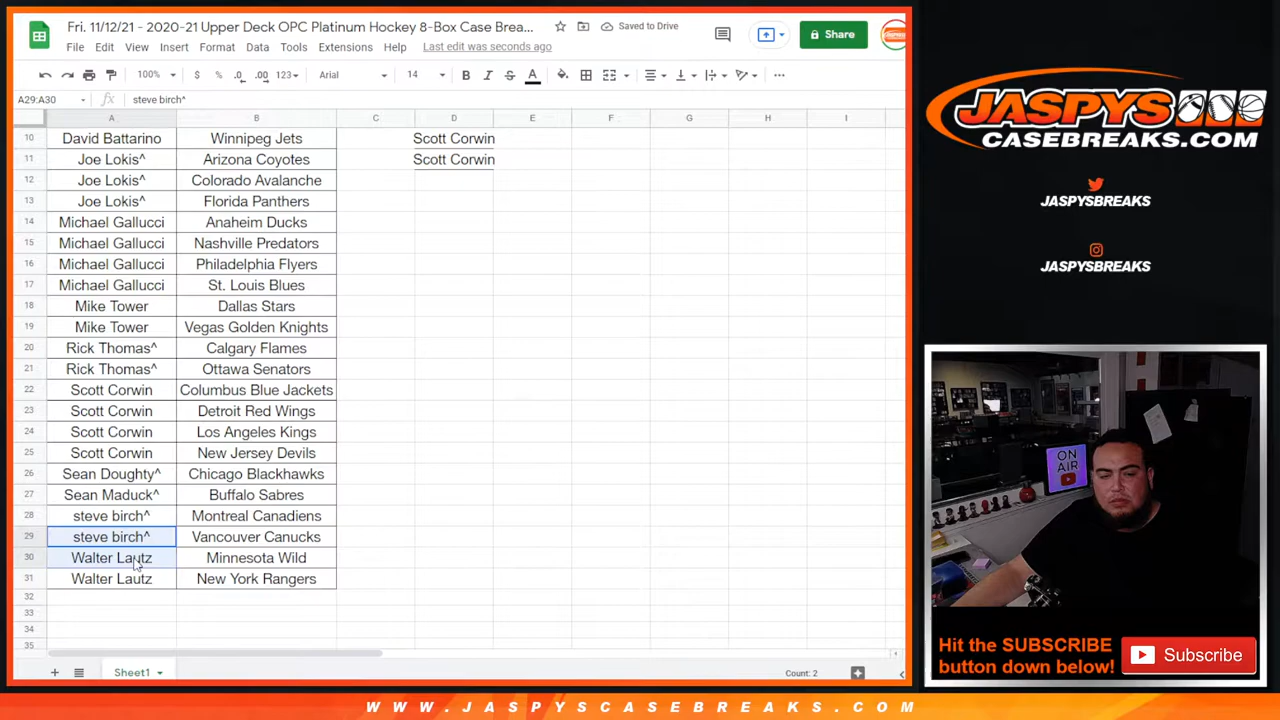 Fri. 11/12/21 - 2020-21 Upper Deck OPC Platinum Hockey 8-Box Case Brea...
Saved to Drive
Share
File Edit View Insert Format Data Tools Extensions Help Last edit was seconds ago
100% $ % .0 .00 123 Arial 14 B I S A
A29:A30 fx steve birch^
A B C D E F G H I
10 David Battarino Winnipeg Jets Scott Corwin
11 Joe Lokis^ Arizona Coyotes Scott Corwin
12 Joe Lokis^ Colorado Avalanche
13 Joe Lokis^ Florida Panthers
14 Michael Gallucci Anaheim Ducks
15 Michael Gallucci Nashville Predators
16 Michael Gallucci Philadelphia Flyers
17 Michael Gallucci St. Louis Blues
18 Mike Tower Dallas Stars
19 Mike Tower Vegas Golden Knights
20 Rick Thomas^ Calgary Flames
21 Rick Thomas^ Ottawa Senators
22 Scott Corwin Columbus Blue Jackets
23 Scott Corwin Detroit Red Wings
24 Scott Corwin Los Angeles Kings
25 Scott Corwin New Jersey Devils
26 Sean Doughty^ Chicago Blackhawks
27 Sean Maduck^ Buffalo Sabres
28 steve birch^ Montreal Canadiens
29 steve birch^ Vancouver Canucks
30 Walter Lautz Minnesota Wild
31 Walter Lautz New York Rangers
32
33
34
35
Sheet1
Count: 2
JASPYS
CASEBREAKS.COM
JASPYSBREAKS
JASPYSBREAKS
ON
AIR
Hit the SUBSCRIBE
button down below!
Subscribe
WWW.JASPYSCASEBREAKS.COM